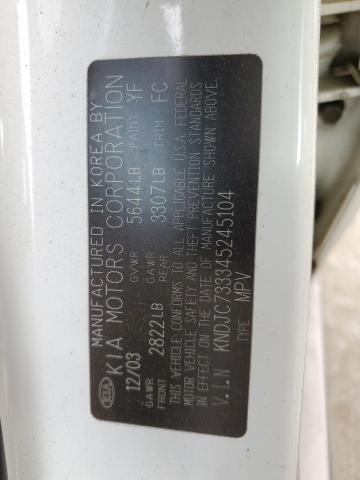 KIA
MANUFACTURED IN KOREA BY
KIA MOTORS CORPORATION
12/03 GVWR 5644LB PAINT YF
GAWR FRONT 2822LB GAWR REAR 3307LB TRIM FC
THIS VEHICLE CONFORMS TO ALL APPLICABLE U.S.A. FEDERAL
MOTOR VEHICLE SAFETY AND THEFT PREVENTION STANDARDS
IN EFFECT ON THE DATE OF MANUFACTURE SHOWN ABOVE.
V.I.N KNDJC733345245104
TYPE MPV